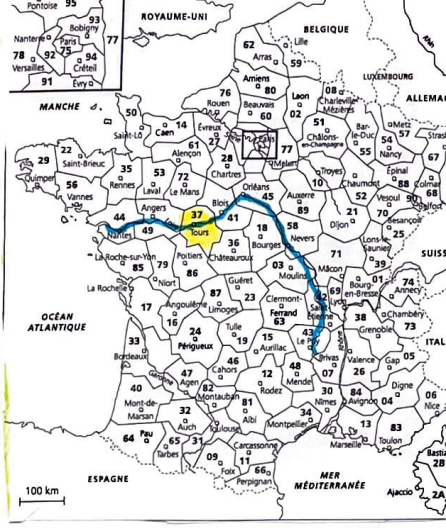 Pontoise 95
ROYAUME-UNI
93
Bobigny
BELGIQUE
Nanterre Paris
77
92 75 94
78
Versailles Créteil
91 Évry
62 Lille
Arras 59
LUXEMBOURG
ALLEMA
MANCHE
Amiens
80
76
Rouen
Beauvais
60
Laon
02
08
Charleville-
Mézières
50
Saint-Lô
14
Caen
Évreux
27
61
Alençon
28
Chartres
Paris
77
Melun
51
Châlons-
en-Champagne
Bar-
le-Duc
55
57
Metz
54
Nancy
67
Stras
22
Saint-Brieuc
29
Quimper
56
Vannes
35
Rennes
53
Laval
72
Le Mans
Orléans
45
Troyes
10
Chaumont
52
88
Épinal
68
Colmar
90
Belfort
Vesoul
70
44
Nantes
Angers
49
37
Tours
Blois
41
18
Bourges
Auxerre
89
58
Nevers
21
Dijon
25
Besançon
Lons-le-
Saunier
39
SUISS
La Roche-sur-Yon
85
79
Niort
Poitiers
86
36
Châteauroux
03
Moulins
71
Mâcon
01
Bourg-
en-Bresse
74
Annecy
La Rochelle
17
Angoulême
16
87
Limoges
Guéret
23
Clermont-
Ferrand
63
42
Saint-
Étienne
69
Lyon
38
Grenoble
Chambéry
73
OCÉAN
ATLANTIQUE
33
Bordeaux
24
Périgueux
Tulle
19
15
Aurillac
43
Le Puy
Privas
07
Valence
26
Gap
05
ITAL
Garonne
47
Agen
46
Cahors
12
Rodez
48
Mende
40
Mont-de-
Marsan
32
Auch
82
Montauban
81
Albi
Toulouse
31
30
Nîmes
34
Montpellier
84
Avignon
04
Digne
06
Nice
13
Marseille
83
Toulon
64
Pau
65
Tarbes
09
Foix
11
Carcassonne
66
Perpignan
ESPAGNE
MER
MÉDITERRANÉE
Bastia
2B
Ajaccio
2A
100 km